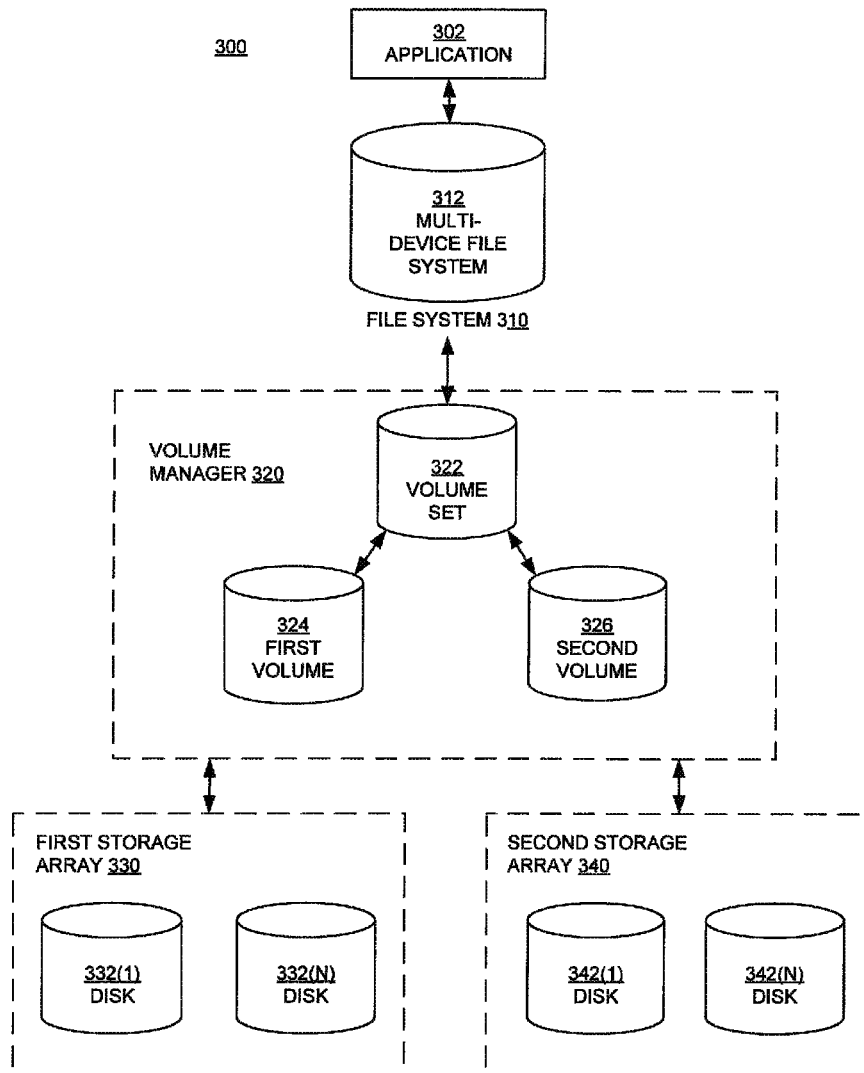 300
302
APPLICATION
312
MULTI-
DEVICE FILE
SYSTEM
FILE SYSTEM 310
VOLUME
MANAGER 320
322
VOLUME
SET
324
FIRST
VOLUME
326
SECOND
VOLUME
FIRST STORAGE
ARRAY 330
332(1)
DISK
332(N)
DISK
SECOND STORAGE
ARRAY 340
342(1)
DISK
342(N)
DISK